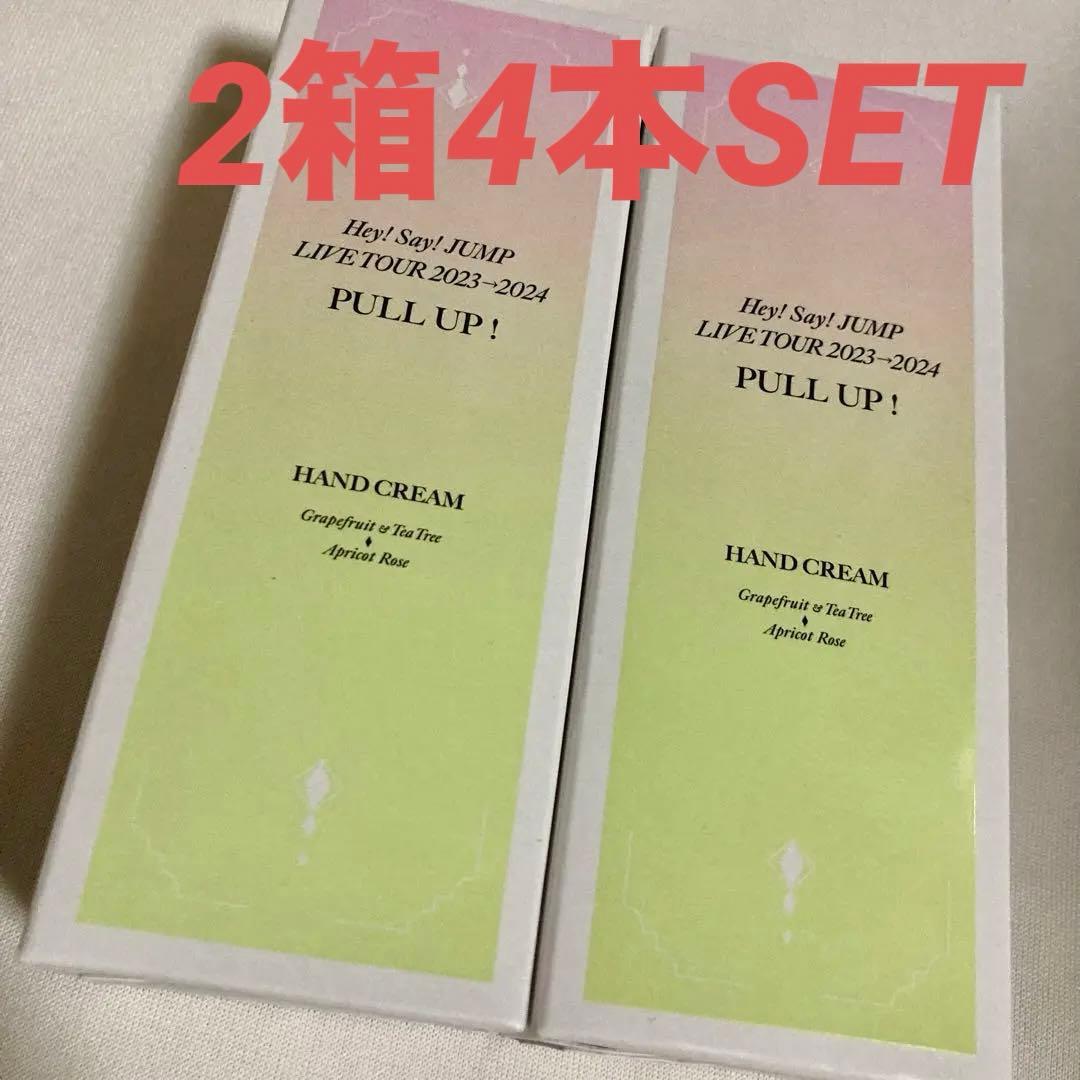 2箱4本SET
Hey! Say! JUMP
LIVE TOUR 2023→2024
PULL UP !
HAND CREAM
Grapefruit & Tea Tree
Apricot Rose
Hey! Say! JUMP
LIVE TOUR 2023→2024
PULL UP !
HAND CREAM
Grapefruit & Tea Tree
Apricot Rose